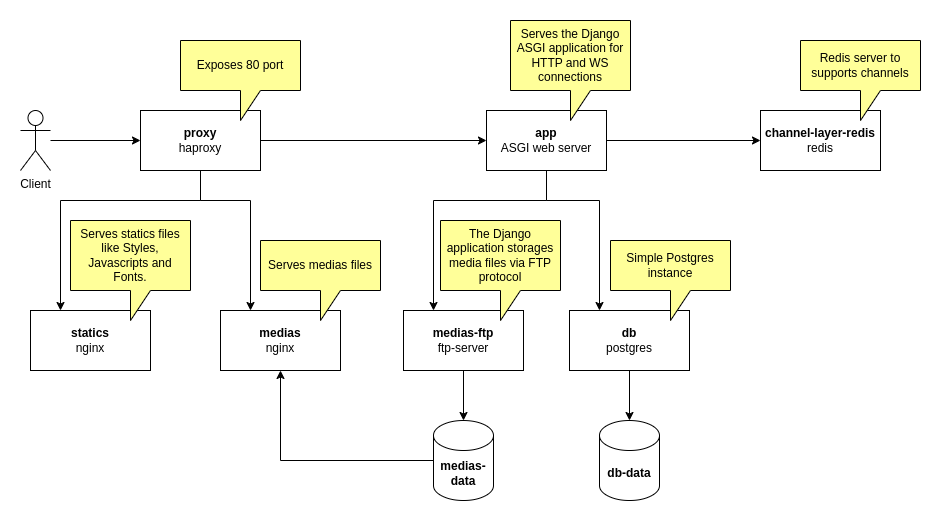 Exposes 80 port
Serves the Django
ASGI application for
HTTP and WS
connections
Redis server to
supports channels
Client
proxy
haproxy
app
ASGI web server
channel-layer-redis
redis
Serves statics files
like Styles,
Javascripts and
Fonts.
Serves medias files
The Django
application storages
media files via FTP
protocol
Simple Postgres
instance
statics
nginx
medias
nginx
medias-ftp
ftp-server
db
postgres
medias-
data
db-data